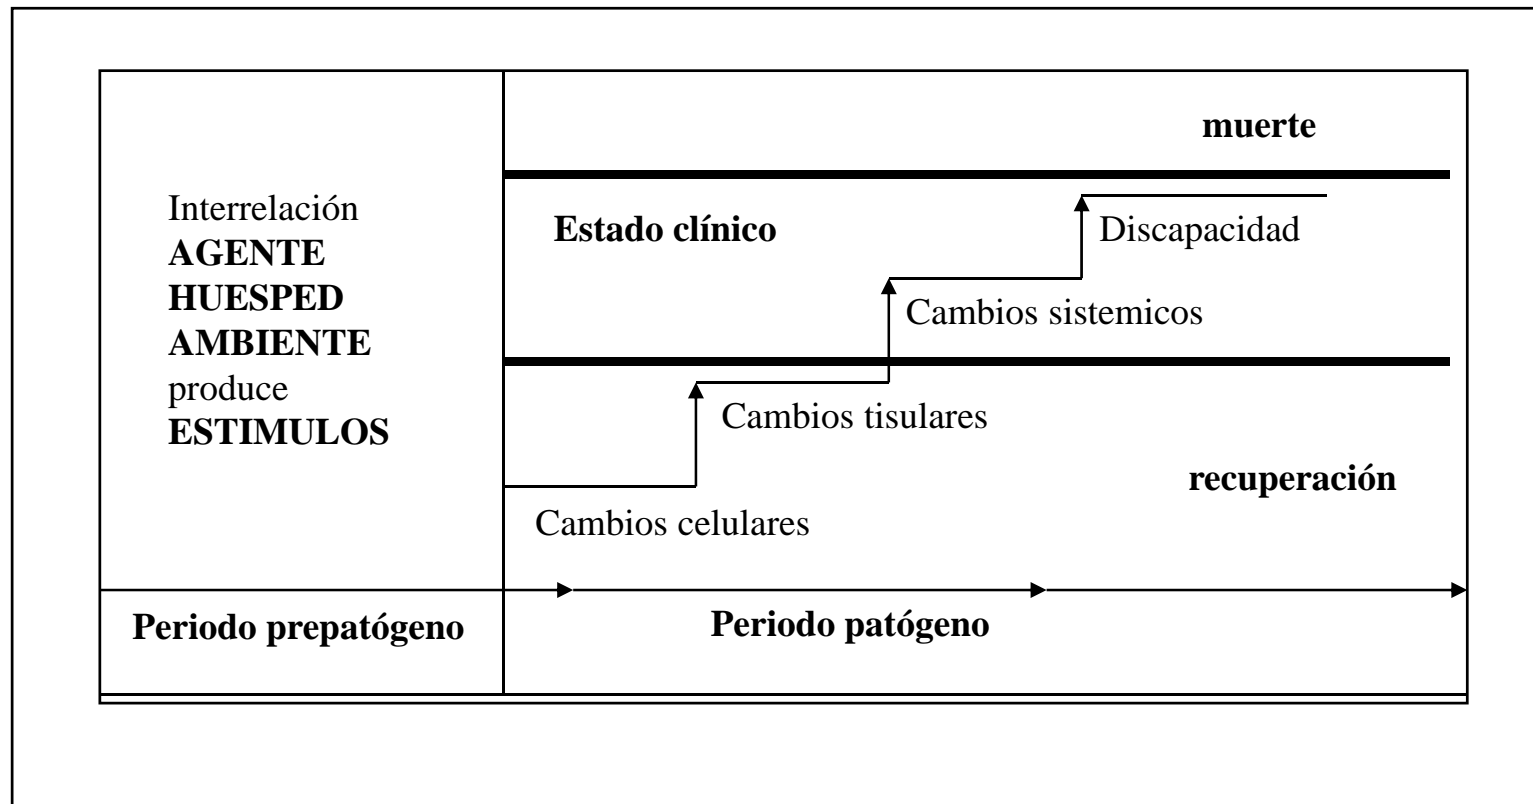 muerte
Interrelación
AGENTE
HUESPED
AMBIENTE
produce
ESTIMULOS
Estado clínico
Discapacidad
Cambios sistemicos
Cambios tisulares
recuperación
Cambios celulares
Periodo prepatógeno
Periodo patógeno